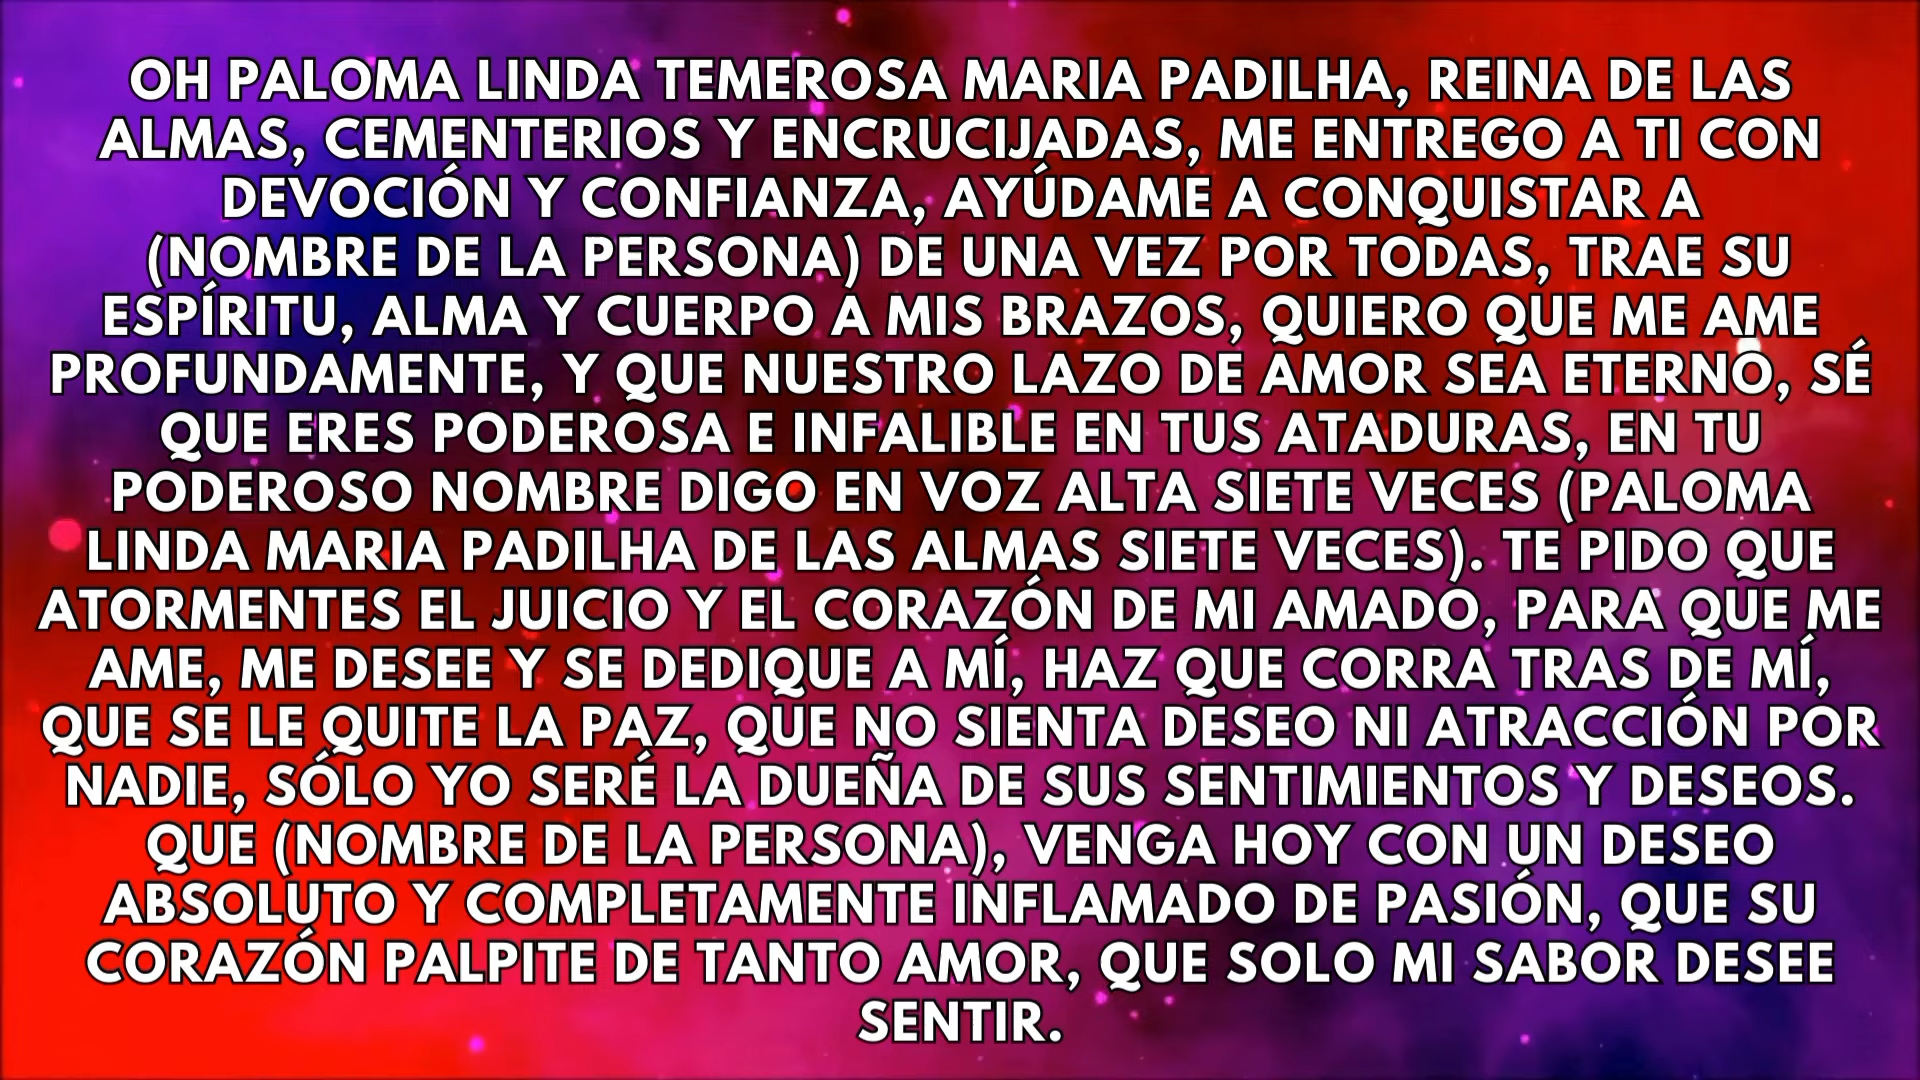 OH PALOMA LINDA TEMEROSA MARIA PADILHA, REINA DE LAS
ALMAS, CEMENTERIOS Y ENCRUCIJADAS, ME ENTREGO A TI CON
DEVOCIÓN Y CONFIANZA, AYÚDAME A CONQUISTAR A
(NOMBRE DE LA PERSONA) DE UNA VEZ POR TODAS, TRAE SU
ESPÍRITU, ALMA Y CUERPO A MIS BRAZOS, QUIERO QUE ME AME
PROFUNDAMENTE, Y QUE NUESTRO LAZO DE AMOR SEA ETERNO, SÉ
QUE ERES PODEROSA E INFALIBLE EN TUS ATADURAS, EN TU
PODEROSO NOMBRE DIGO EN VOZ ALTA SIETE VECES (PALOMA
LINDA MARIA PADILHA DE LAS ALMAS SIETE VECES). TE PIDO QUE
ATORMENTES EL JUICIO Y EL CORAZÓN DE MI AMADO, PARA QUE ME
AME, ME DESEE Y SE DEDIQUE A MÍ, HAZ QUE CORRA TRAS DE MÍ,
QUE SE LE QUITE LA PAZ, QUE NO SIENTA DESEO NI ATRACCIÓN POR
NADIE, SÓLO YO SERÉ LA DUEÑA DE SUS SENTIMIENTOS Y DESEOS.
QUE (NOMBRE DE LA PERSONA), VENGA HOY CON UN DESEO
ABSOLUTO Y COMPLETAMENTE INFLAMADO DE PASIÓN, QUE SU
CORAZÓN PALPITE DE TANTO AMOR, QUE SOLO MI SABOR DESEE
SENTIR.